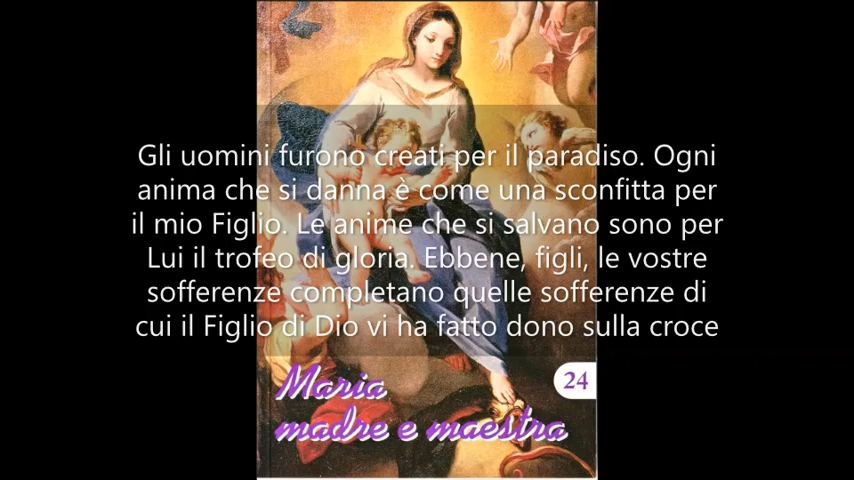 Gli uomini furono creati per il paradiso. Ogni
anima che si danna è come una sconfitta per
il mio Figlio. Le anime che si salvano sono per
Lui il trofeo di gloria. Ebbene, figli, le vostre
sofferenze completano quelle sofferenze di
cui il Figlio di Dio vi ha fatto dono sulla croce
24
Maria
madre e maestra